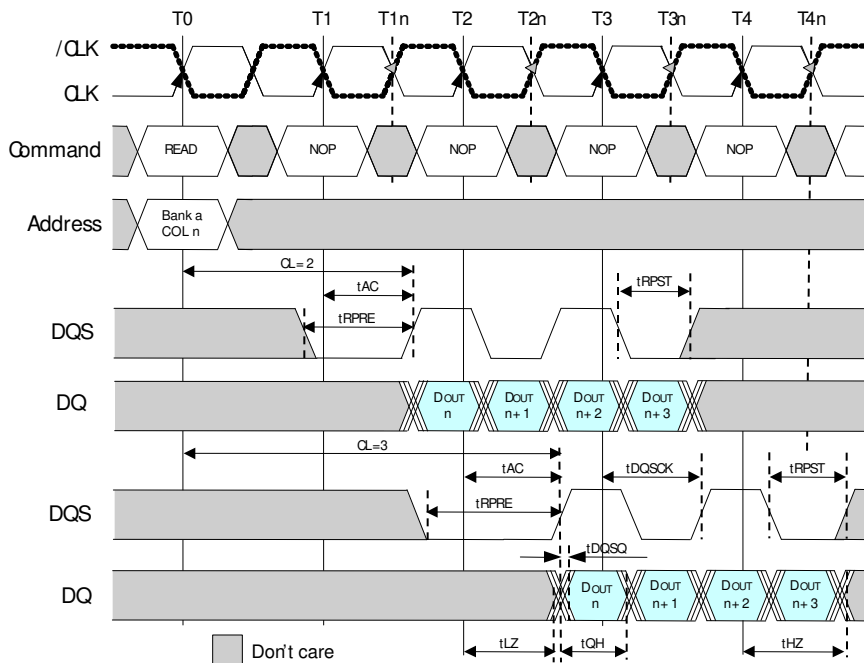 T0 T1 T1n T2 T2n T3 T3n T4 T4n
/CLK
CLK
Command READ NOP NOP NOP NOP
Address Bank a
COL n
CL= 2
tAC tRPST
DQS tRPRE
DQ DOUT n DOUT n+ 1 DOUT n+ 2 DOUT n+ 3
CL=3
tAC tDQSCK tRPST
DQS tRPRE
tDQSQ
DQ DOUT n DOUT n+ 1 DOUT n+ 2 DOUT n+ 3
tLZ tQH tHZ
Don't care